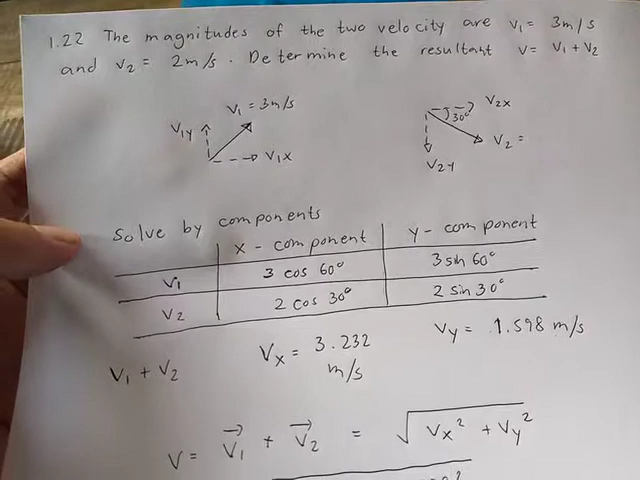 1.22 The magnitudes of the two velocity are V1 = 3m/s
and V2 = 2m/s. Determine the resultant V = V1 + V2
V1 = 3m/s
V1Y
V1X
30°
V2X
V2 =
V2Y
Solve by components
X - component Y - component
V1 3 cos 60° 3 sin 60°
V2 2 cos 30° 2 sin 30°
V1 + V2 Vx = 3.232 m/s Vy = 1.598 m/s
V = V1 + V2 = √Vx² + Vy²